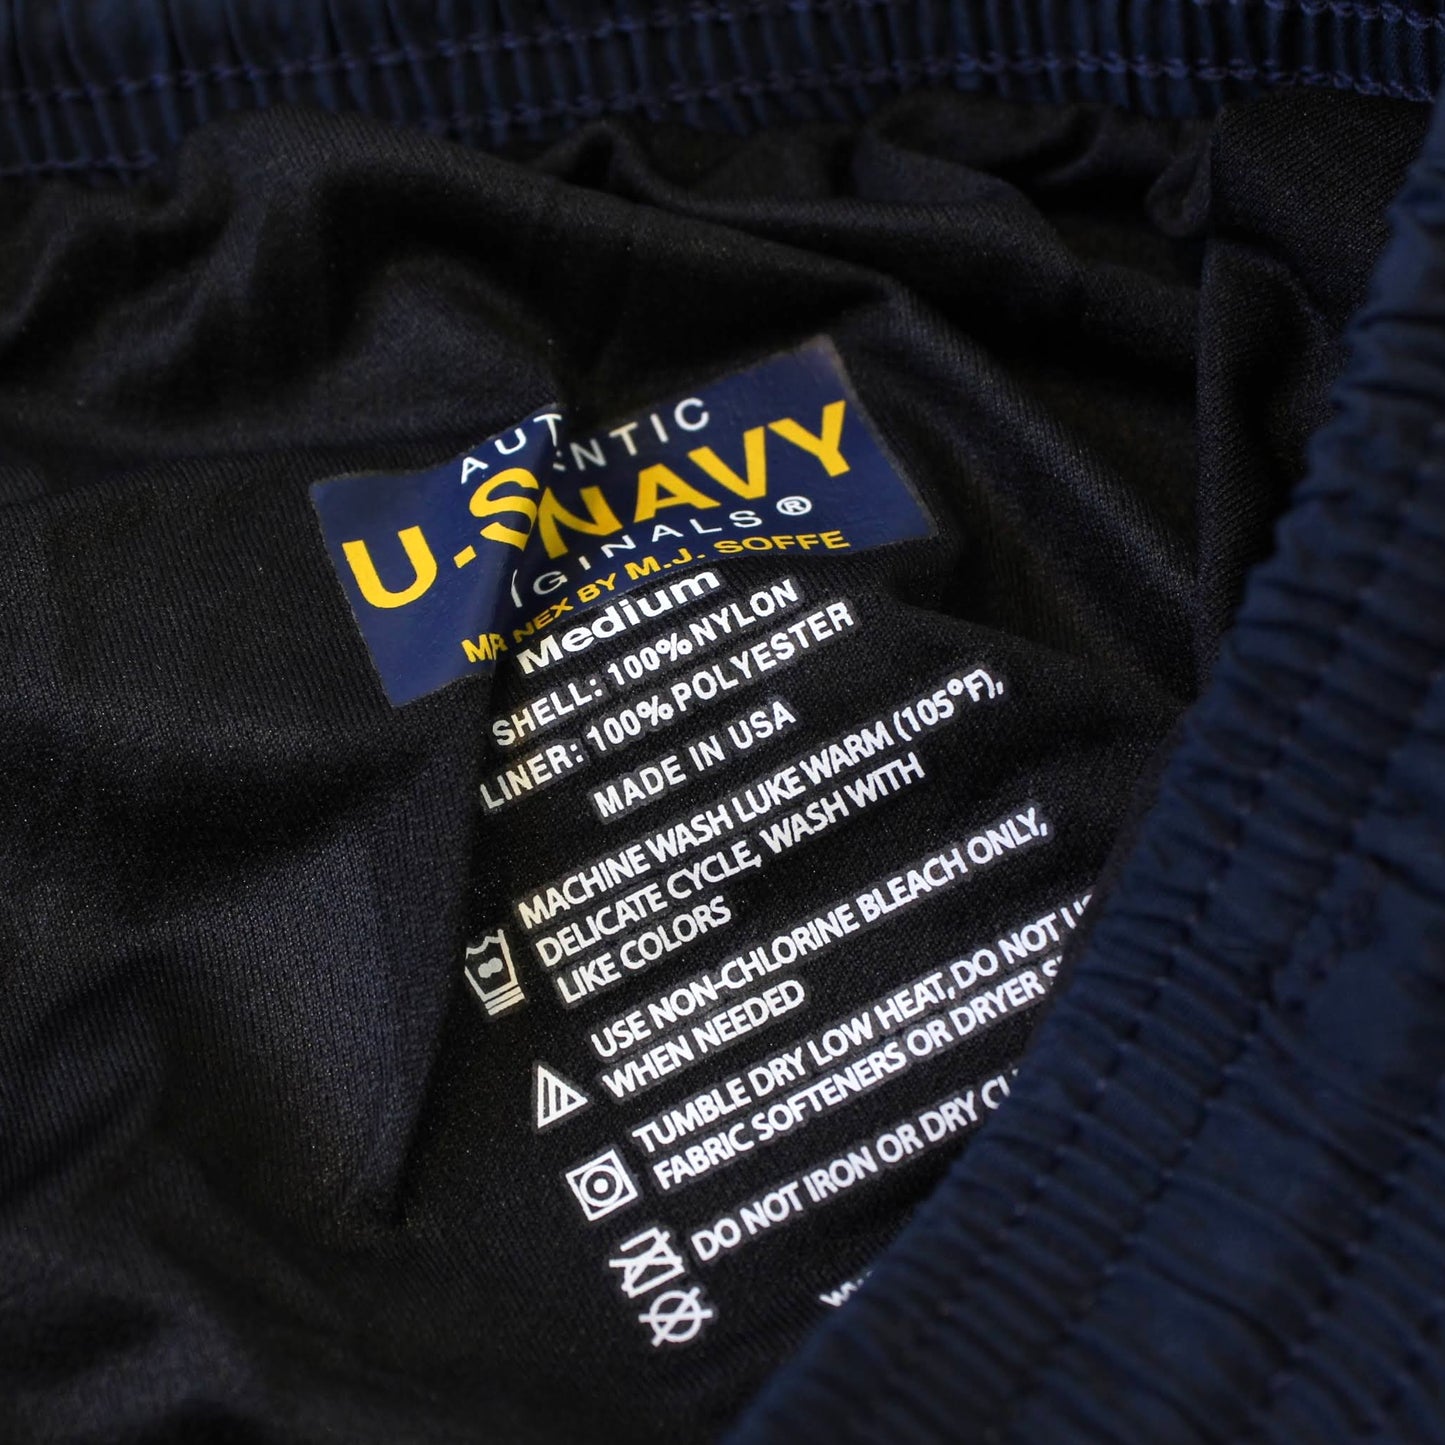 AUT NTIC
U-S NAVY
GINALS®
NEX BY M.J. SOFFE
Medium
SHELL: 100% NYLON
LINER: 100% POLYESTER
MADE IN USA
MACHINE WASH LUKE WARM (105°F),
DELICATE CYCLE, WASH WITH
LIKE COLORS
USE NON-CHLORINE BLEACH ONLY,
WHEN NEEDED
TUMBLE DRY LOW HEAT, DO NOT
FABRIC SOFTENERS OR DRYER
DO NOT IRON OR DRY